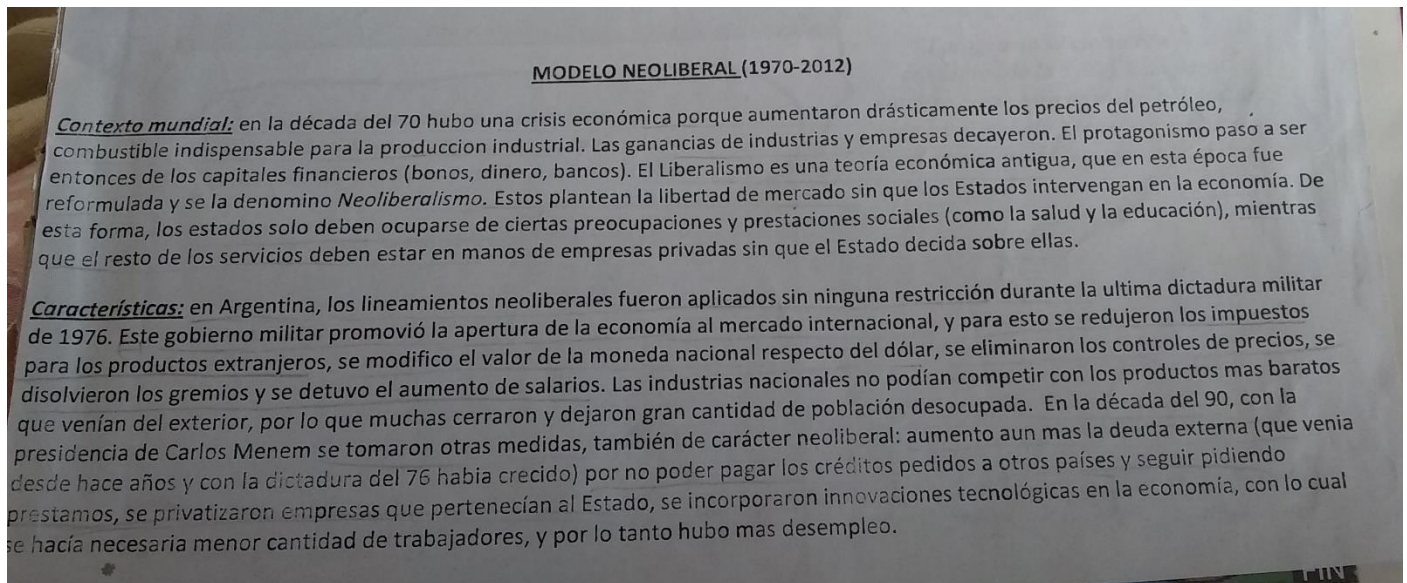 MODELO NEOLIBERAL (1970-2012)
Contexto mundial: en la década del 70 hubo una crisis económica porque aumentaron drásticamente los precios del petróleo,
combustible indispensable para la produccion industrial. Las ganancias de industrias y empresas decayeron. El protagonismo paso a ser
entonces de los capitales financieros (bonos, dinero, bancos). El Liberalismo es una teoría económica antigua, que en esta época fue
reformulada y se la denomino Neoliberalismo. Estos plantean la libertad de mercado sin que los Estados intervengan en la economía. De
esta forma, los estados solo deben ocuparse de ciertas preocupaciones y prestaciones sociales (como la salud y la educación), mientras
que el resto de los servicios deben estar en manos de empresas privadas sin que el Estado decida sobre ellas.
Características: en Argentina, los lineamientos neoliberales fueron aplicados sin ninguna restricción durante la ultima dictadura militar
de 1976. Este gobierno militar promovió la apertura de la economía al mercado internacional, y para esto se redujeron los impuestos
para los productos extranjeros, se modifico el valor de la moneda nacional respecto del dólar, se eliminaron los controles de precios, se
disolvieron los gremios y se detuvo el aumento de salarios. Las industrias nacionales no podían competir con los productos mas baratos
que venían del exterior, por lo que muchas cerraron y dejaron gran cantidad de población desocupada. En la década del 90, con la
presidencia de Carlos Menem se tomaron otras medidas, también de carácter neoliberal: aumento aun mas la deuda externa (que venia
desde hace años y con la dictadura del 76 habia crecido) por no poder pagar los créditos pedidos a otros países y seguir pidiendo
prestamos, se privatizaron empresas que pertenecían al Estado, se incorporaron innovaciones tecnológicas en la economía, con lo cual
se hacía necesaria menor cantidad de trabajadores, y por lo tanto hubo mas desempleo.